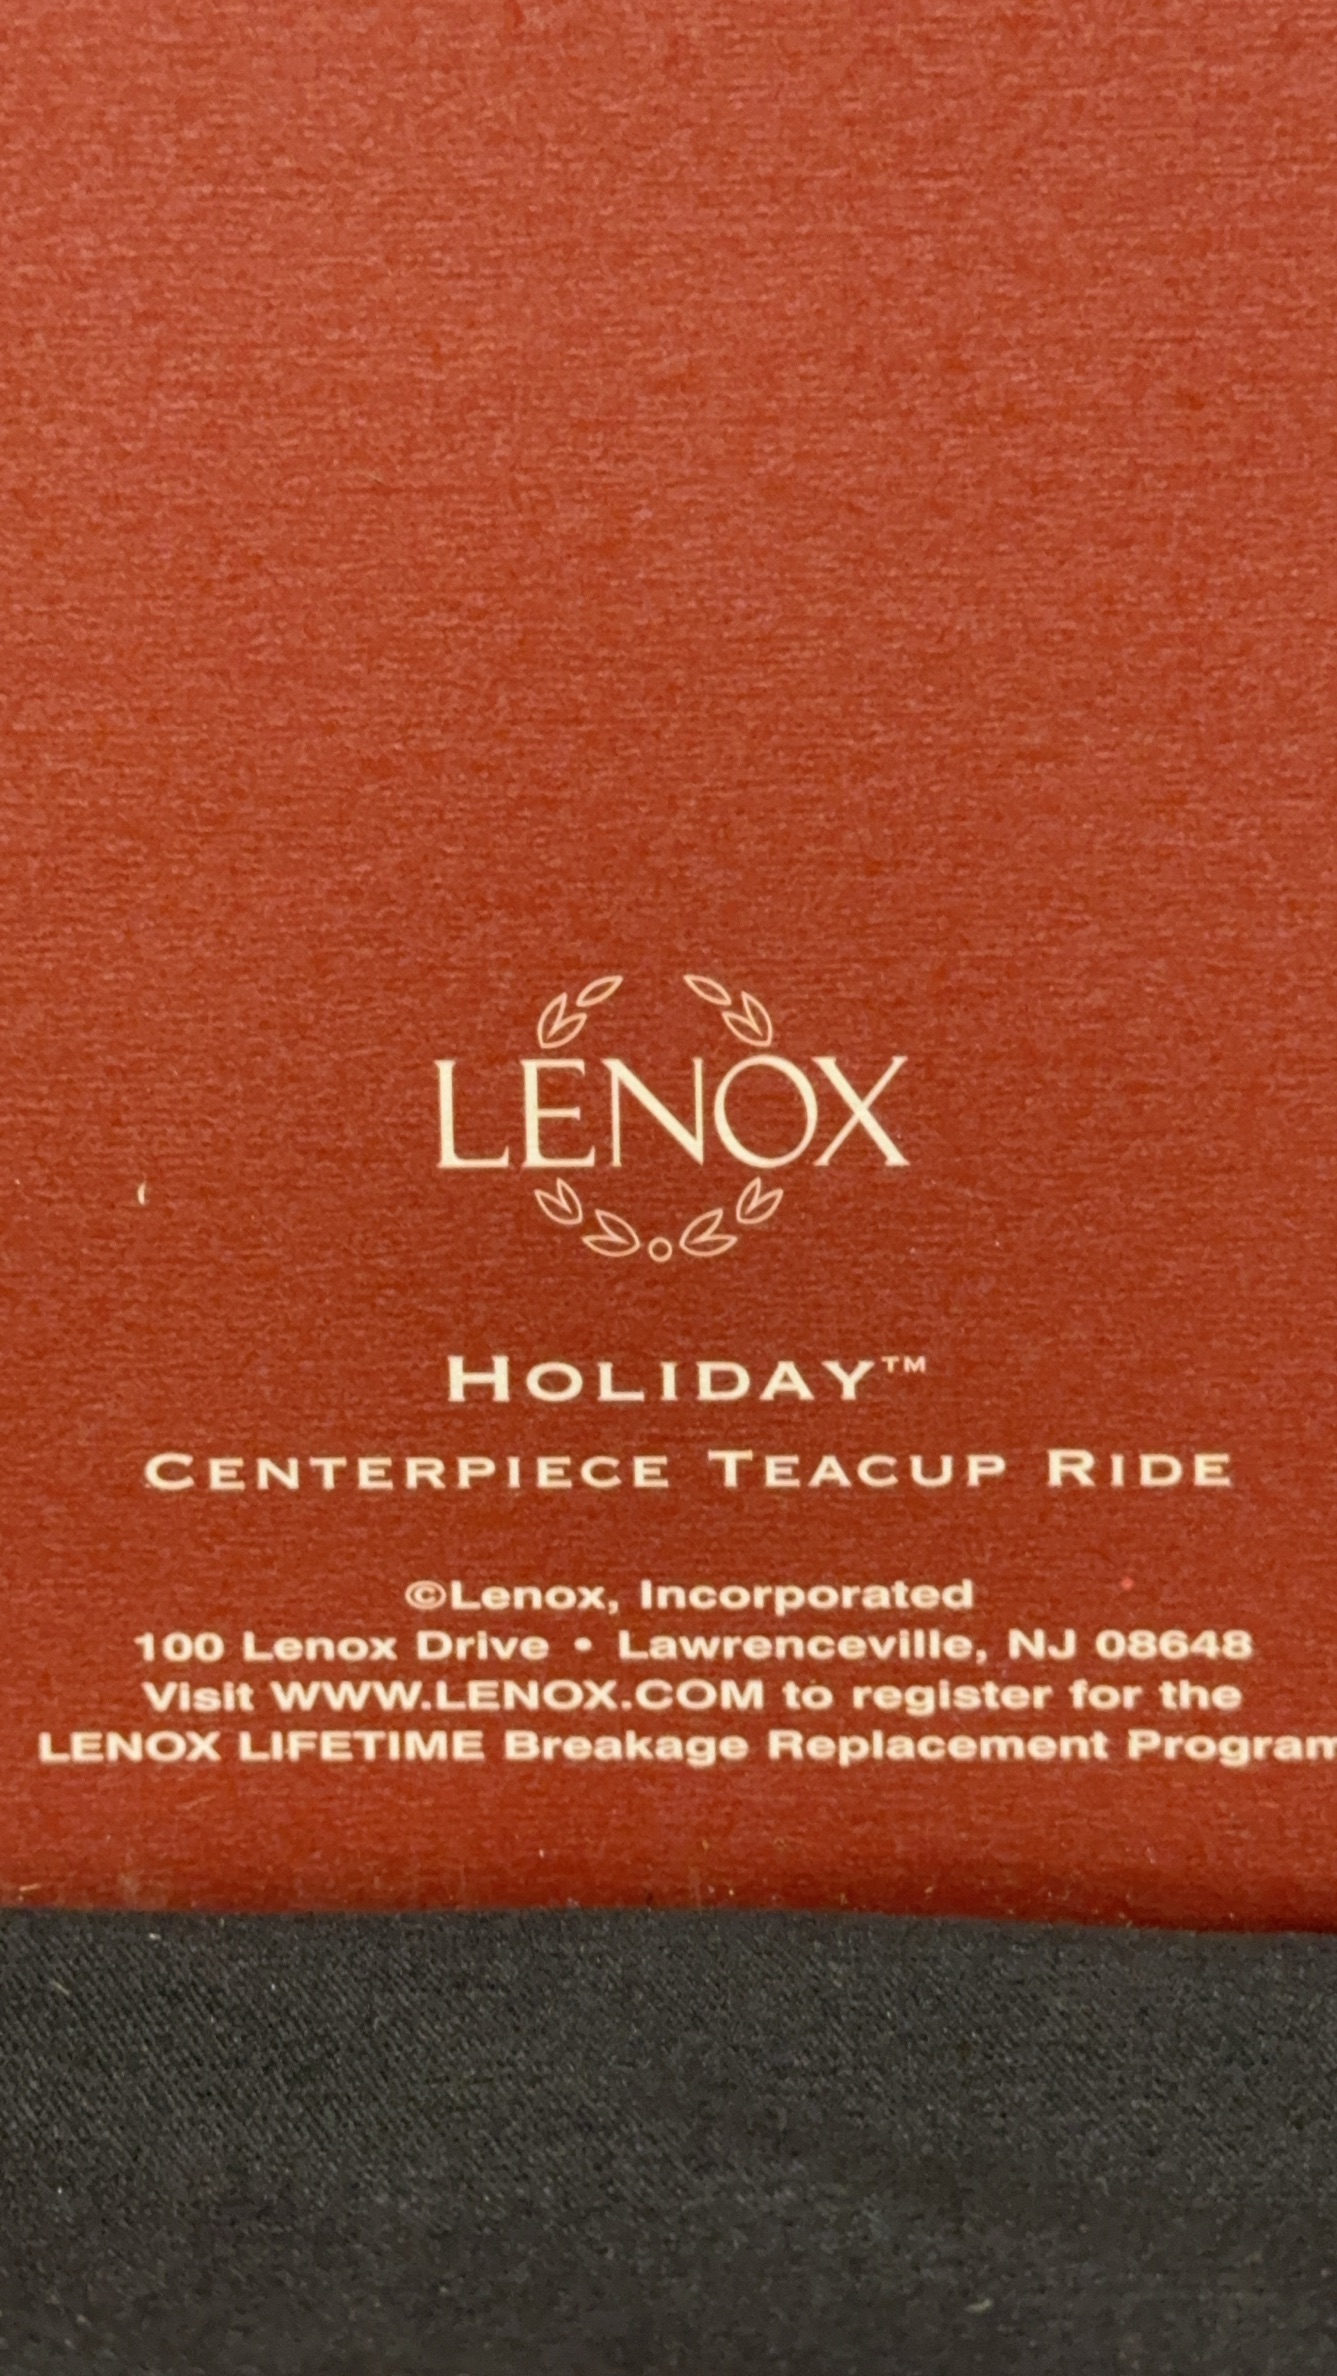 LENOX
HOLIDAY™
CENTERPIECE TEACUP RIDE
©Lenox, Incorporated
100 Lenox Drive • Lawrenceville, NJ 08648
Visit WWW.LENOX.COM to register for the
LENOX LIFETIME Breakage Replacement Program